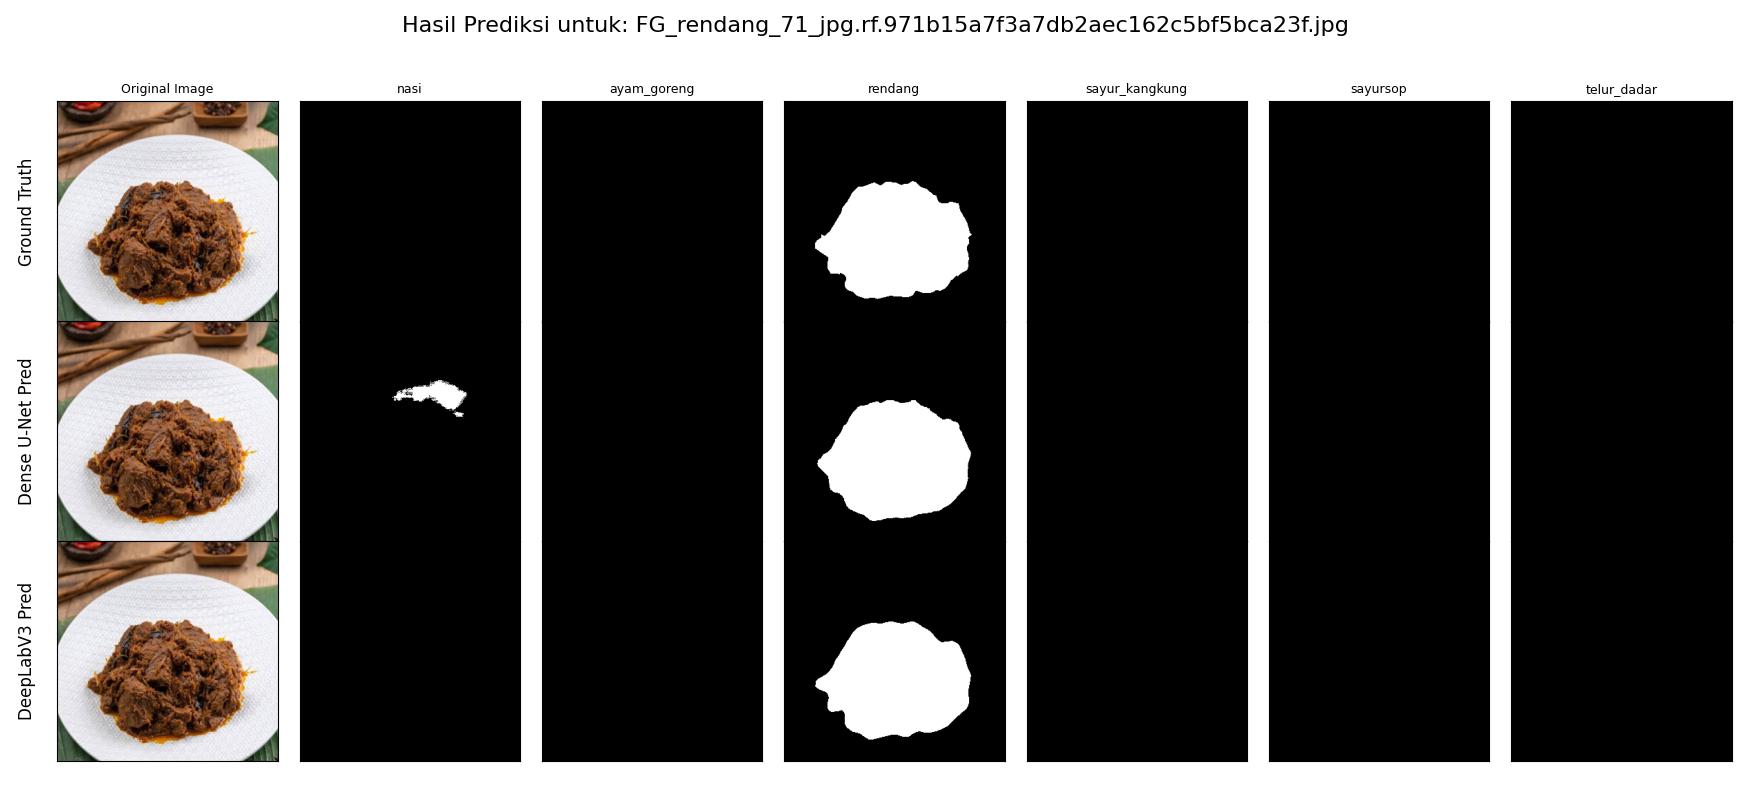 Hasil Prediksi untuk: FG_rendang_71_jpg.rf.971b15a7f3a7db2aec162c5bf5bca23f.jpg
Original Image
nasi
ayam_goreng
rendang
sayur_kangkung
sayursop
telur_dadar
Ground Truth
Dense U-Net Pred
DeepLabV3 Pred